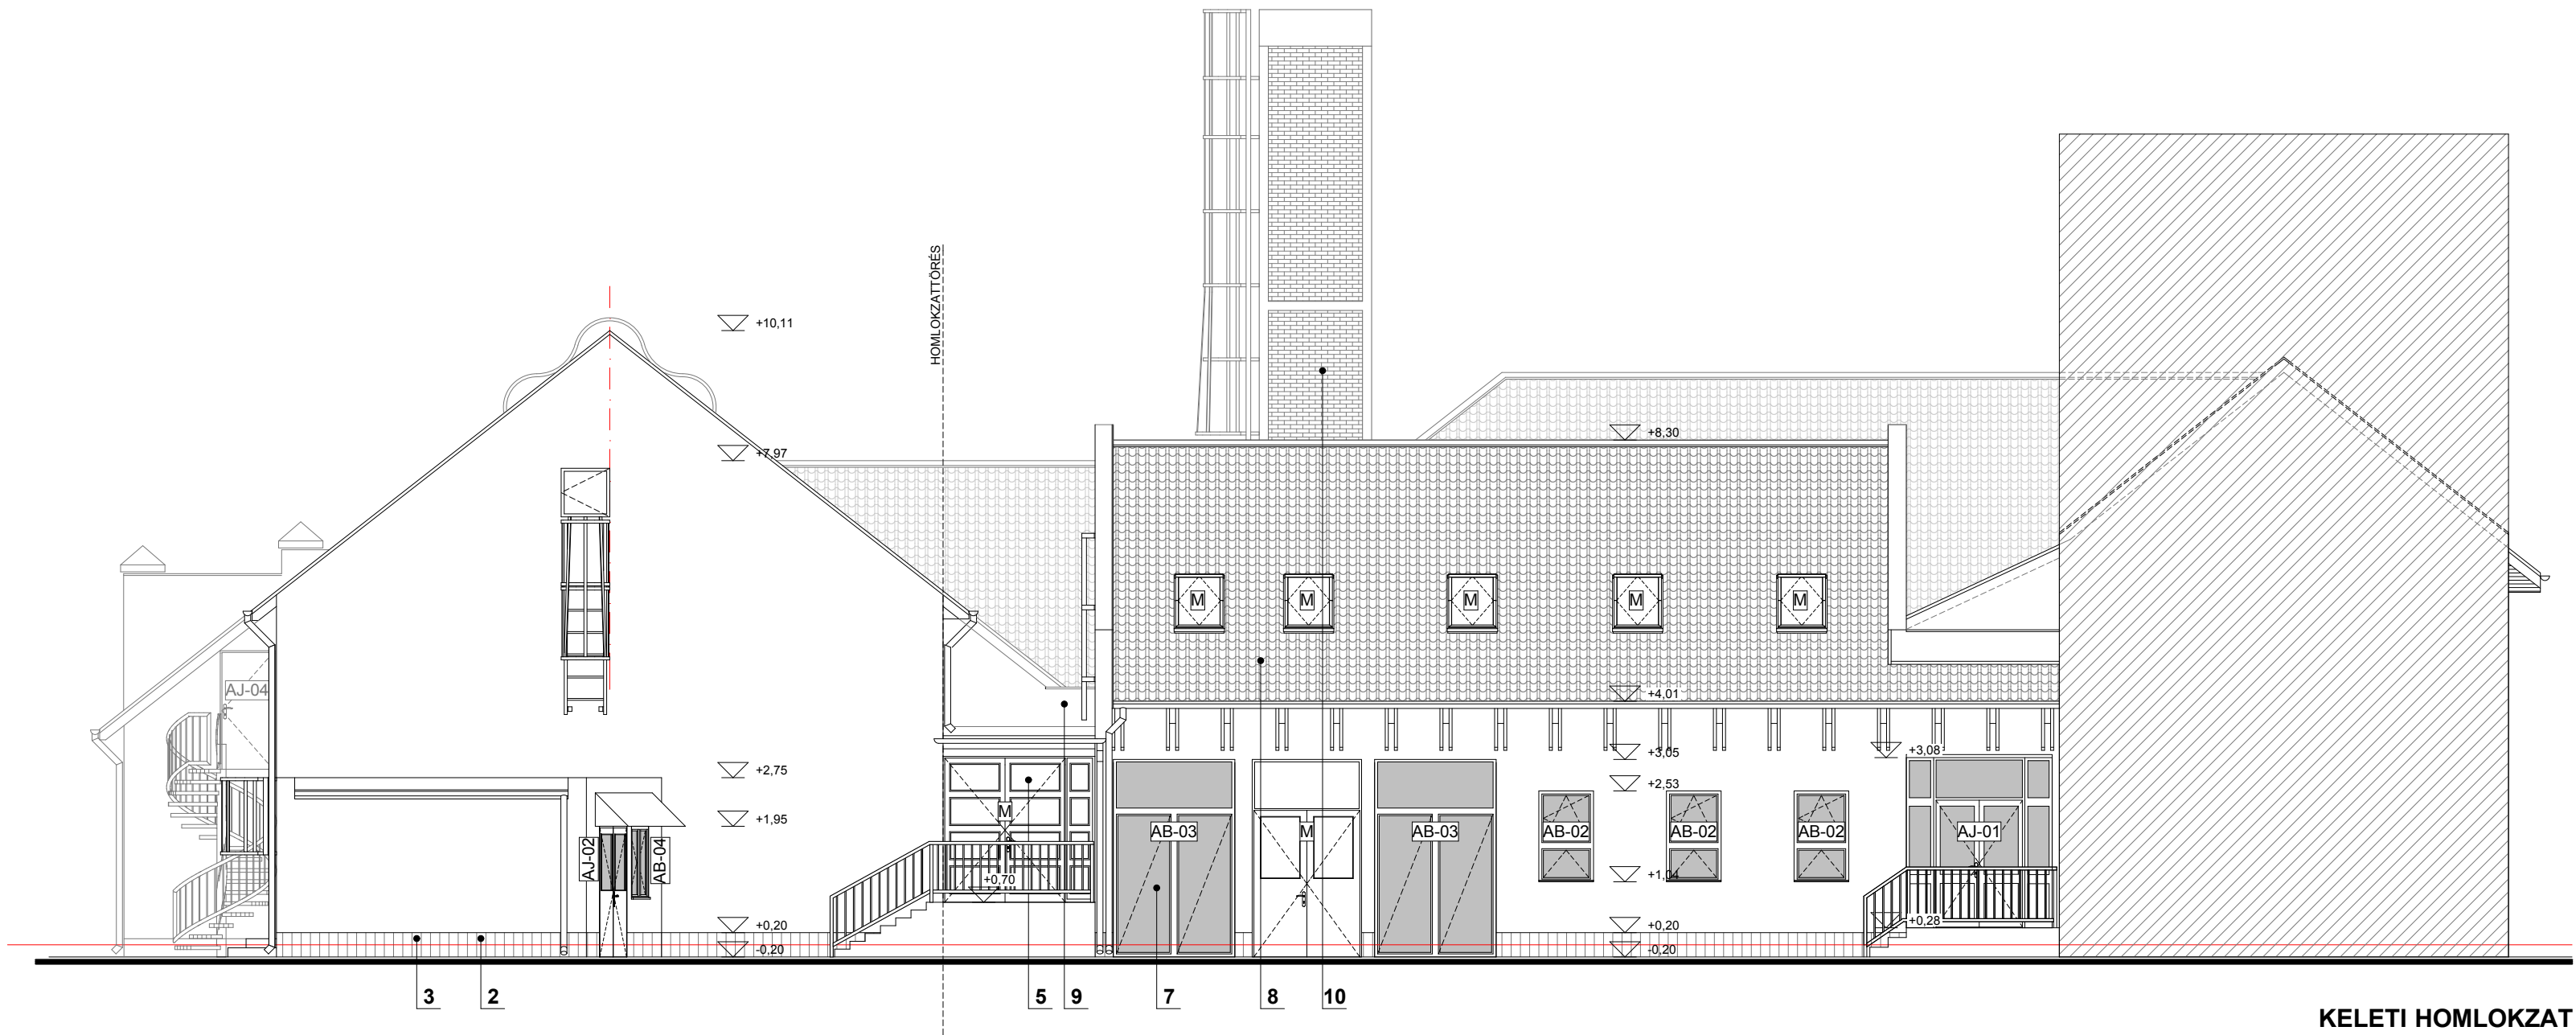 HOMLOKZATTÖRÉS
+10,11
+7,97
+8,30
M
M
M
M
M
AJ-04
+4,01
+3,05
+3,08
+2,75
+2,53
+1,95
M
AB-03
M
AB-03
AB-02
AB-02
AB-02
AJ-01
AJ-02
AB-04
+0,70
+1,04
+0,20
+0,20
+0,28
-0,20
-0,20
3 2 5 9 7 8 10
KELETI HOMLOKZAT